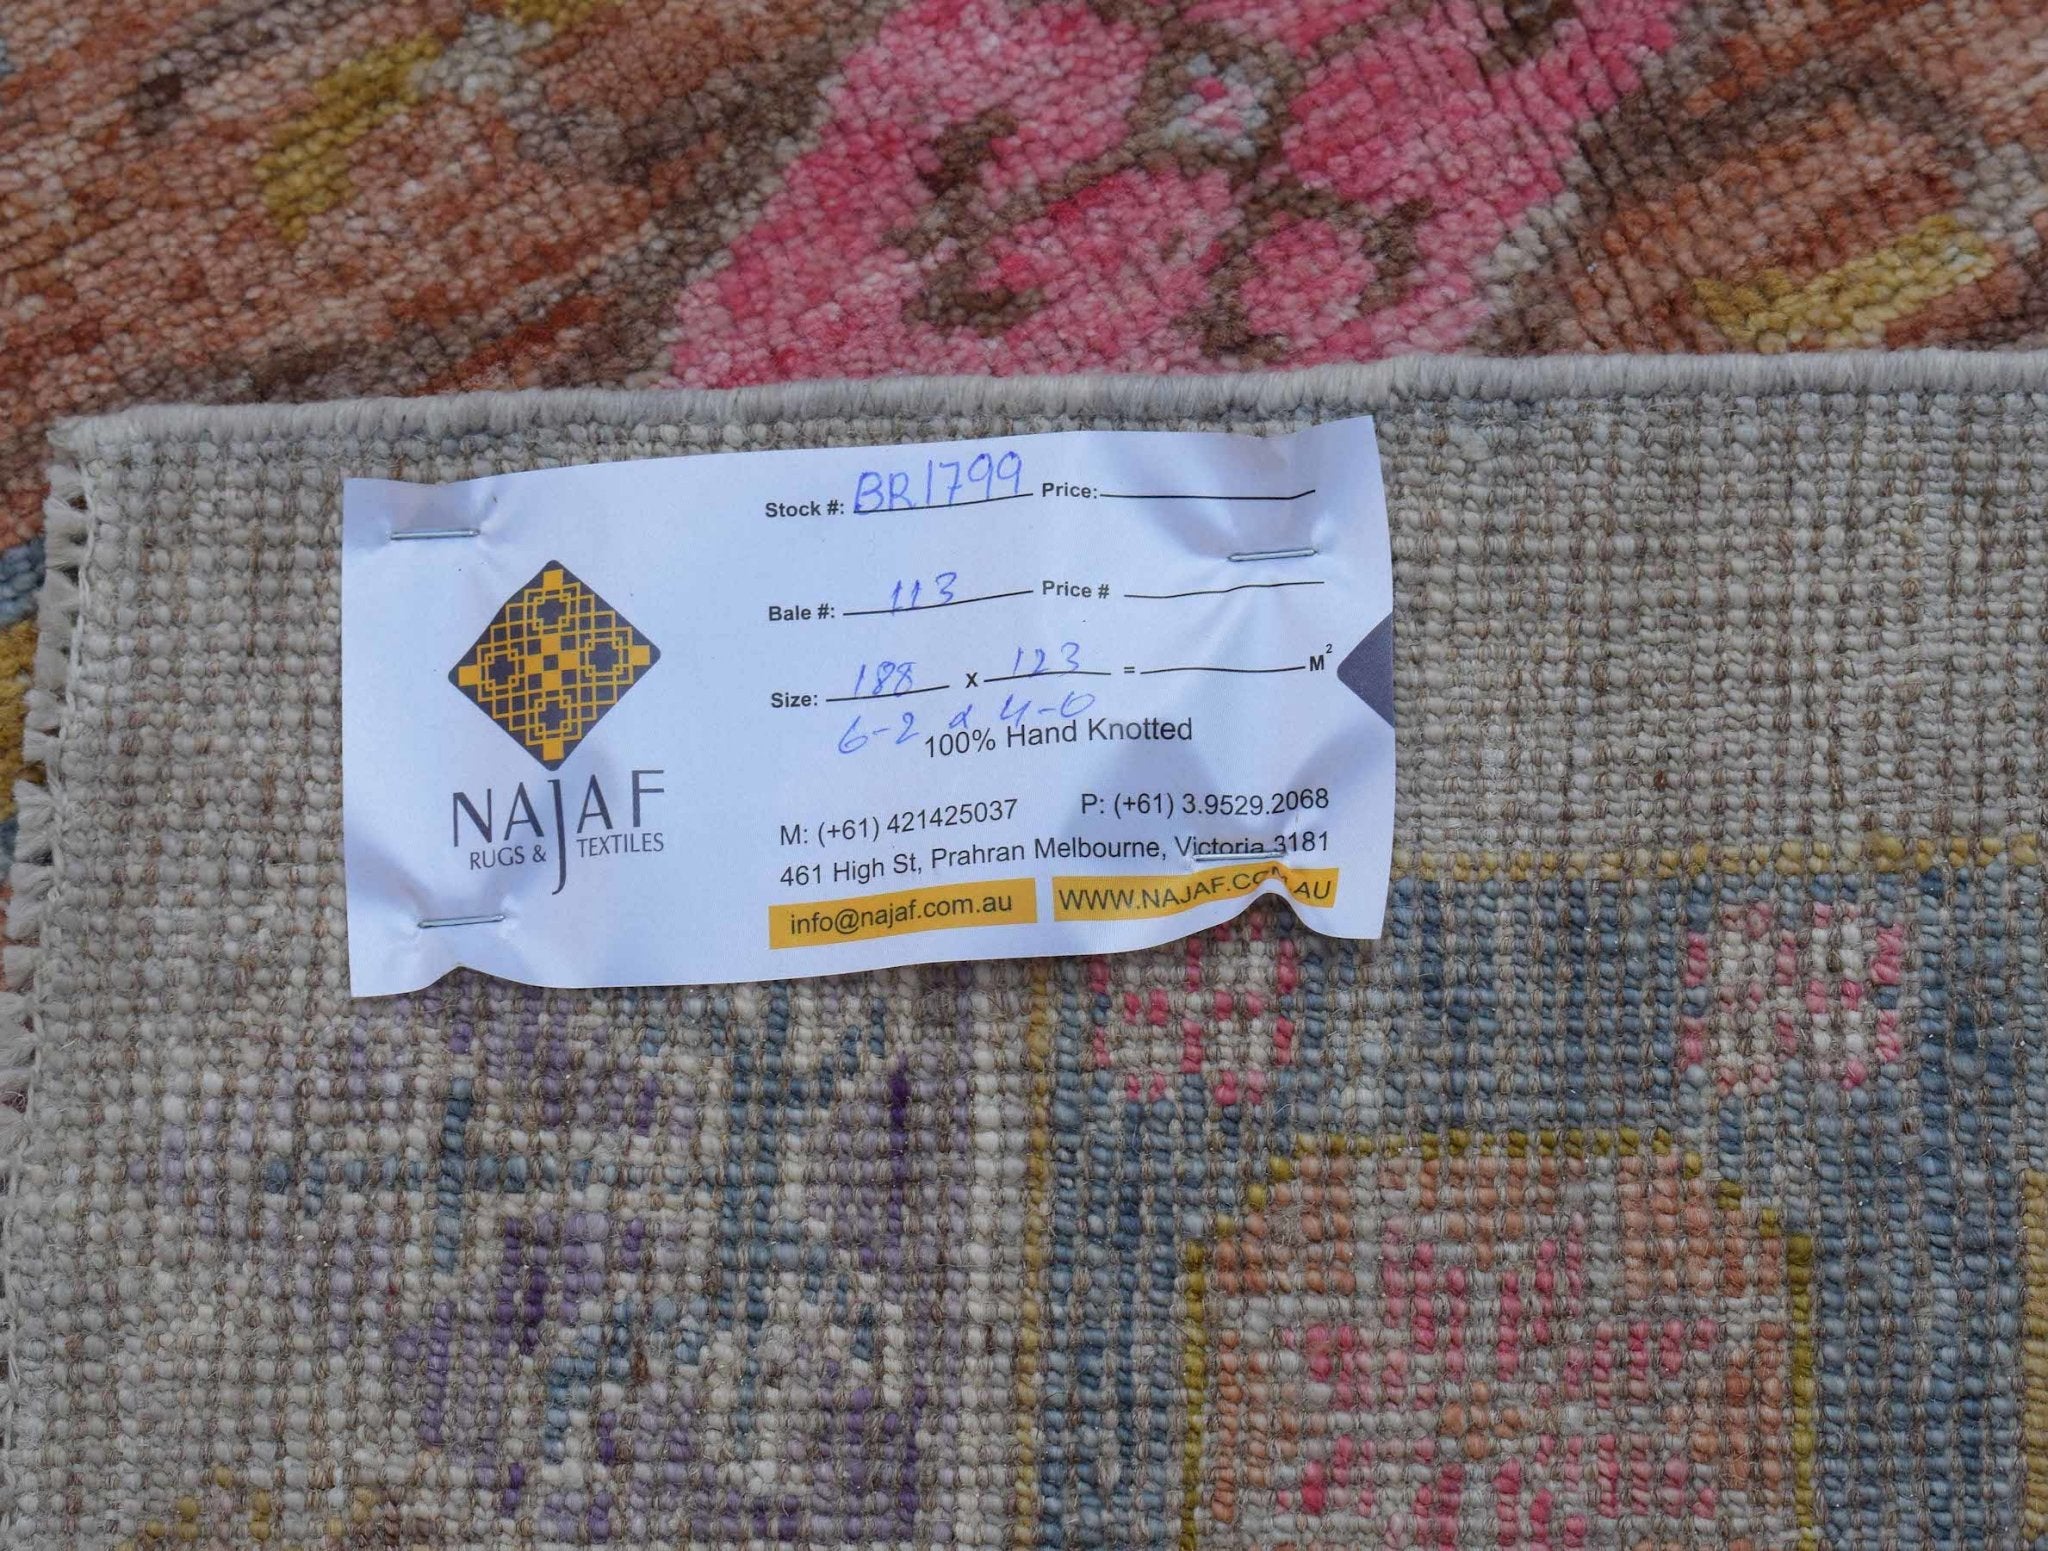 Stock #: BR1799 Price:
Bale #: 113 Price #
Size: 188 x 123 = M²
6-2 x 4-0
100% Hand Knotted
NAJAF
RUGS & TEXTILES
M: (+61) 421425037 P: (+61) 3.9529.2068
461 High St, Prahran Melbourne, Victoria 3181
info@najaf.com.au WWW.NAJAF.COM.AU